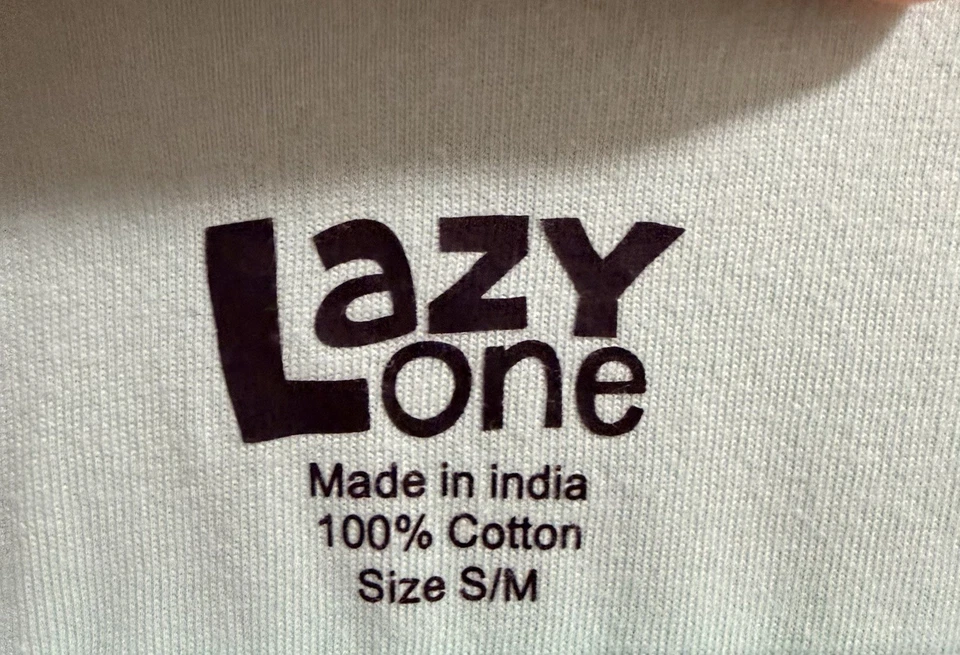 Lazy
one
Made in india
100% Cotton
Size S/M